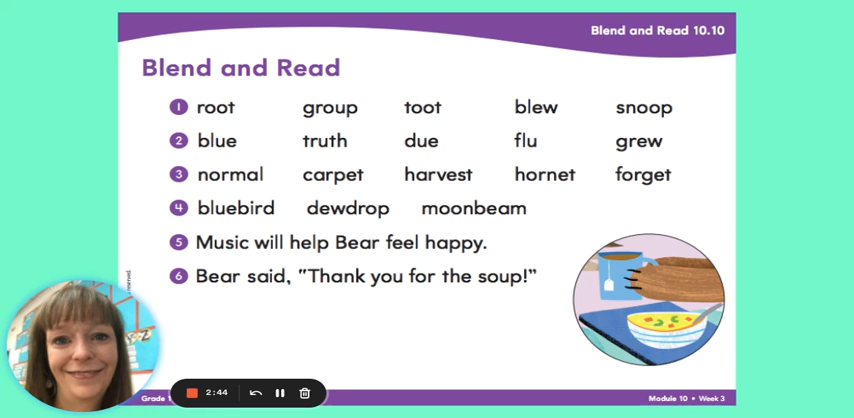 Blend and Read 10.10
Blend and Read
1 root group toot blew snoop
2 blue truth due flu grew
3 normal carpet harvest hornet forget
4 bluebird dewdrop moonbeam
5 Music will help Bear feel happy.
6 Bear said, "Thank you for the soup!"
reserved.
2:44
Grade 1
Module 10 • Week 3